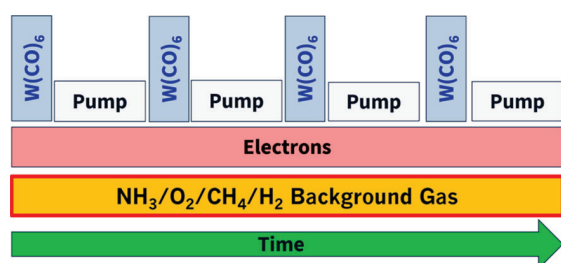 W(CO)₆ Pump W(CO)₆ Pump W(CO)₆ Pump W(CO)₆ Pump
Electrons
NH₃/O₂/CH₄/H₂ Background Gas
Time